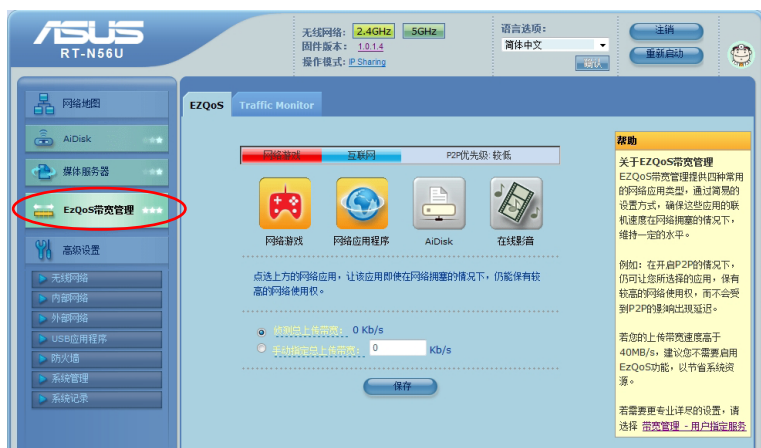 ASUS
RT-N56U
无线网络: 2.4GHz 5GHz
固件版本: 1.0.1.4
操作模式: IP Sharing
语言选项:
简体中文
确认
注销
重新启动
网络地图
AiDisk
媒体服务器
EzQoS带宽管理
高级设置
无线网络
内部网络
外部网络
USB应用程序
防火墙
系统管理
系统记录
EZQoS Traffic Monitor
网络游戏 互联网 P2P优先级: 较低
网络游戏 网络应用程序 AiDisk 在线影音
点选上方的网络应用，让该应用即使在网络拥塞的情况下，仍能保有较
高的网络使用权。
侦测总上传带宽: 0 Kb/s
手动指定总上传带宽: 0 Kb/s
保存
帮助
关于EZQoS带宽管理
EZQoS带宽管理提供四种常用
的网络应用类型，通过简易的
设置方式，确保这些应用的联
机速度在网络拥塞的情况下，
维持一定的水平。
例如：在开启P2P的情况下，
仍可让您所选择的应用，保有
较高的网络使用权，而不会受
到P2P的影响出现延迟。
若您的上传带宽速度高于
40MB/s，建议您不需要启用
EzQoS功能，以节省系统资
源。
若需要更专业详尽的设置，请
选择 带宽管理 - 用户指定服务